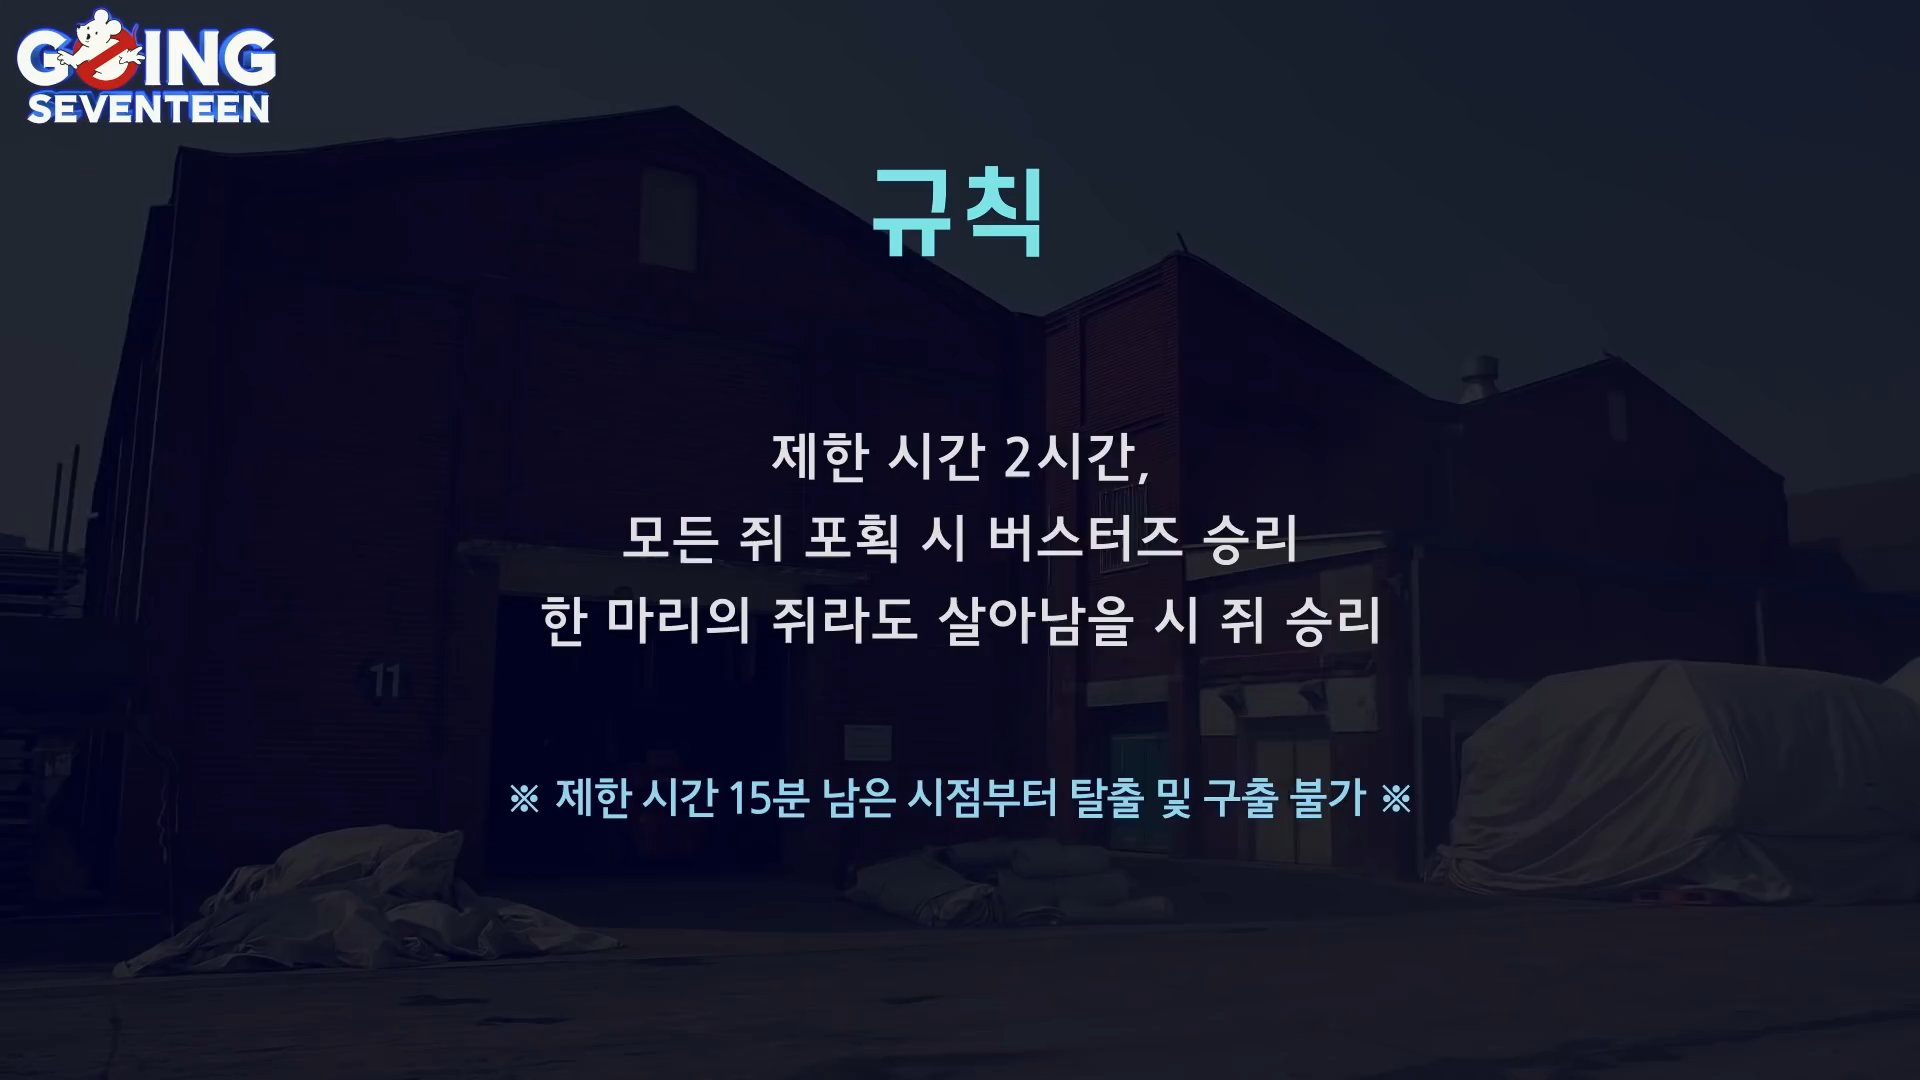 GOING
SEVENTEEN
규칙
제한 시간 2시간,
모든 쥐 포획 시 버스터즈 승리
한 마리의 쥐라도 살아남을 시 쥐 승리
11
※ 제한 시간 15분 남은 시점부터 탈출 및 구출 불가 ※